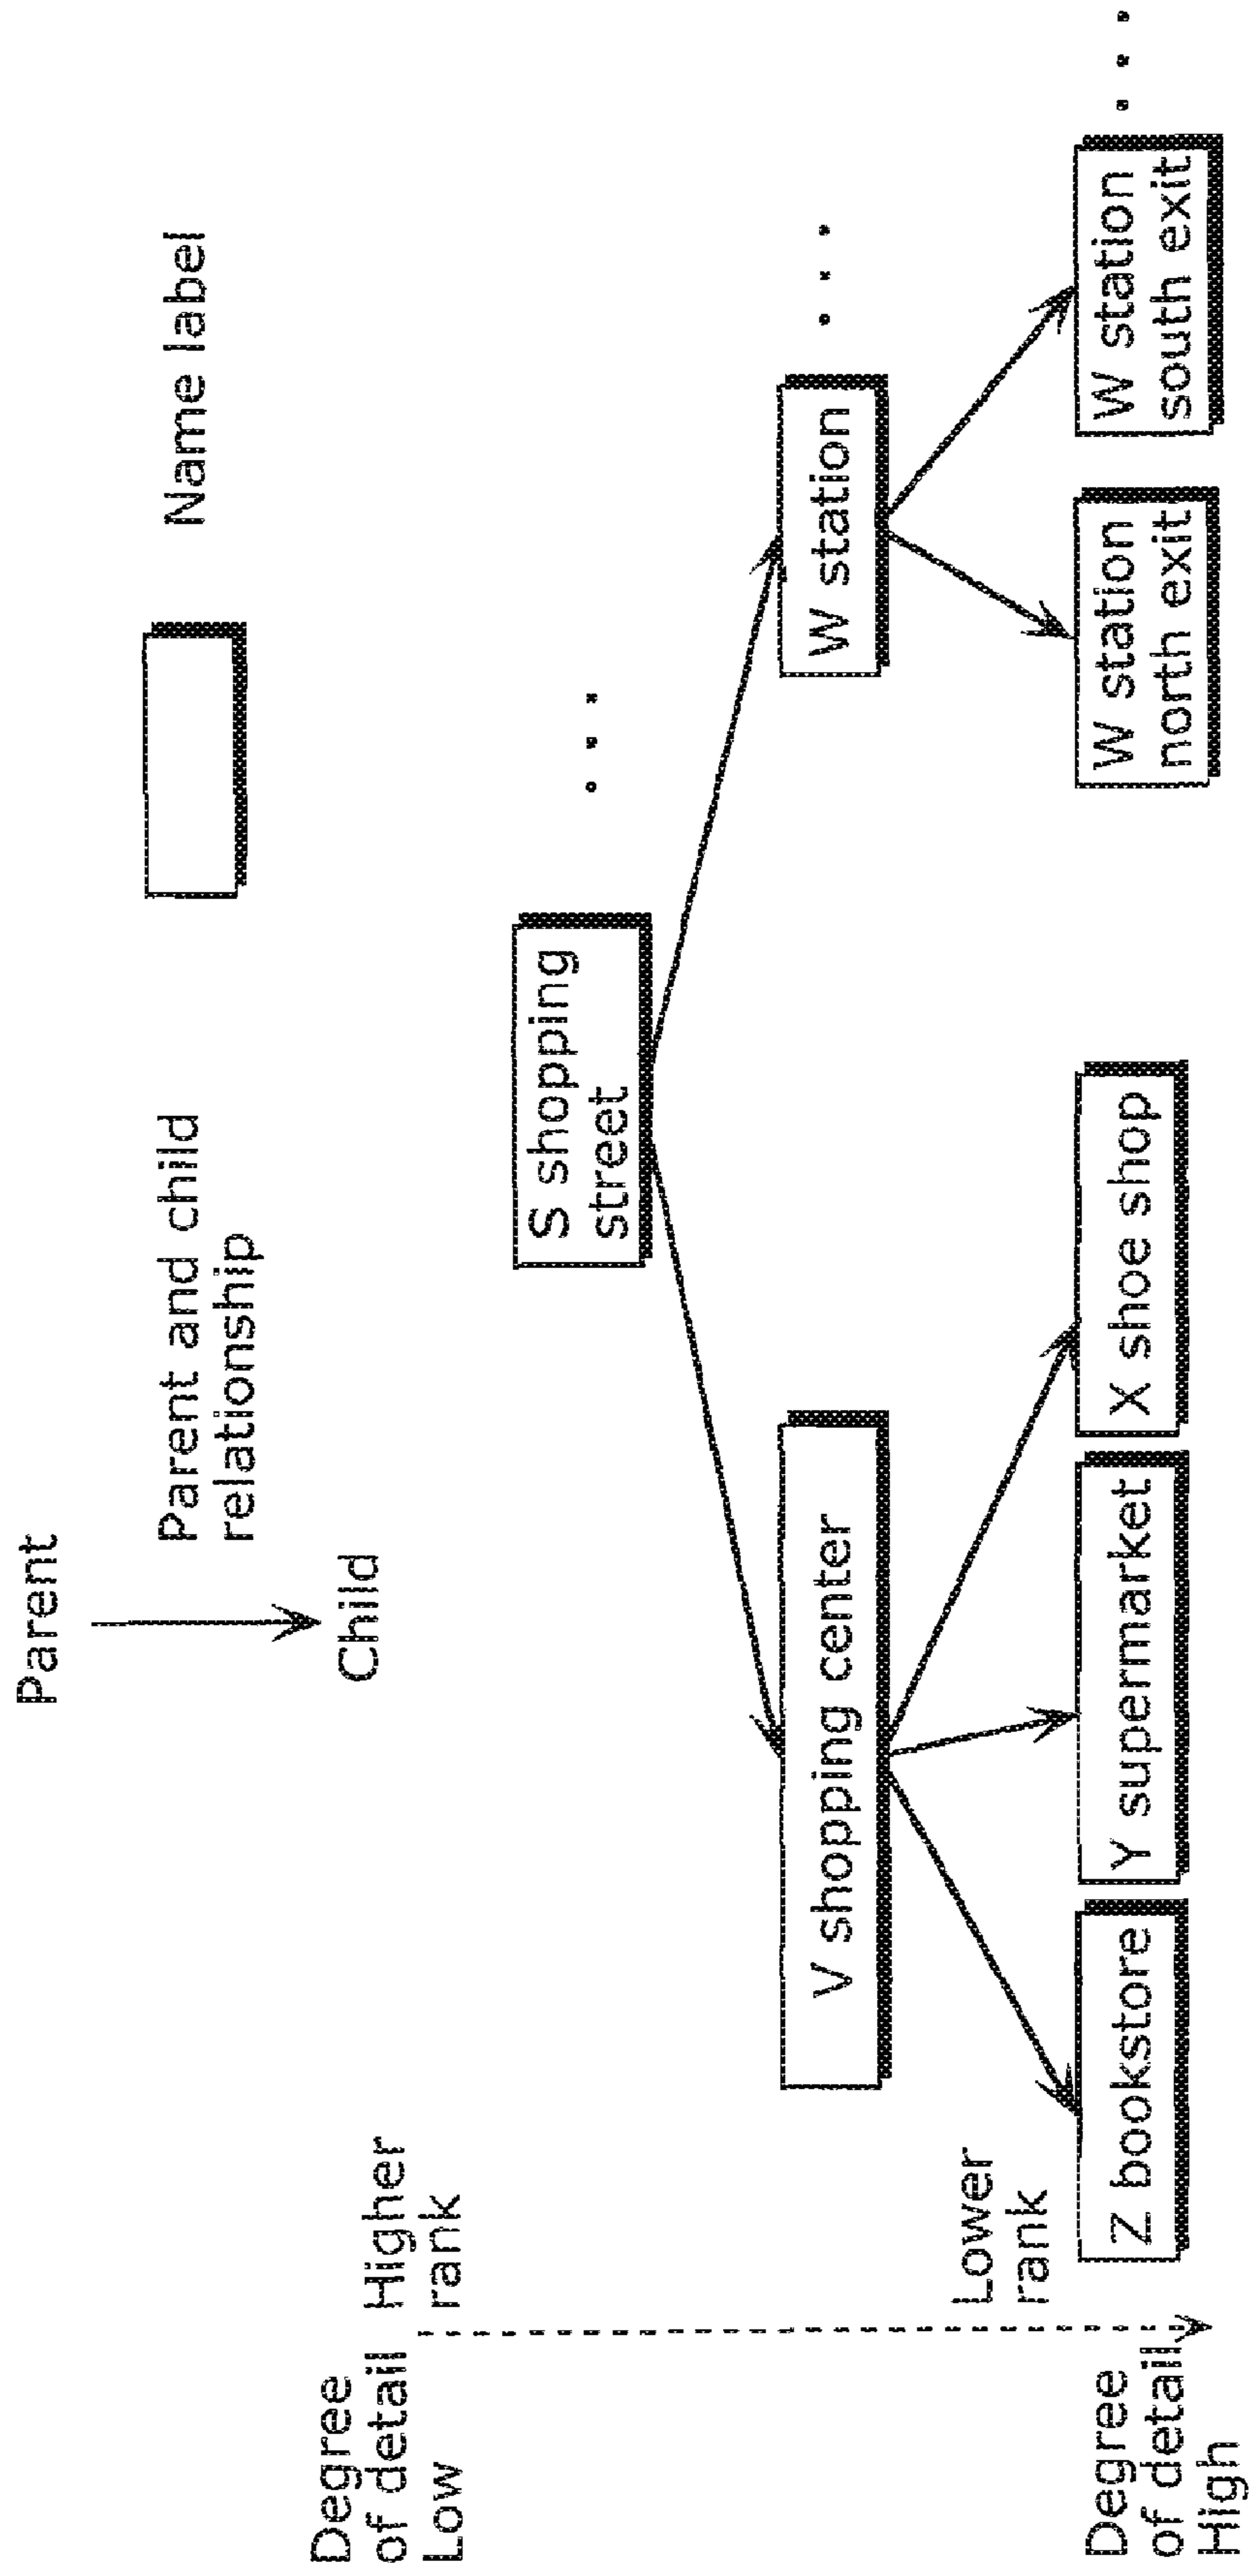 Parent
Parent and child
relationship
Child
Name label
Degree
of detail
Low
Higher
rank
S shopping
street
V shopping center
W station
Lower
rank
Degree
of detail
High
Z bookstore
Y supermarket
X shoe shop
W station
north exit
W station
south exit